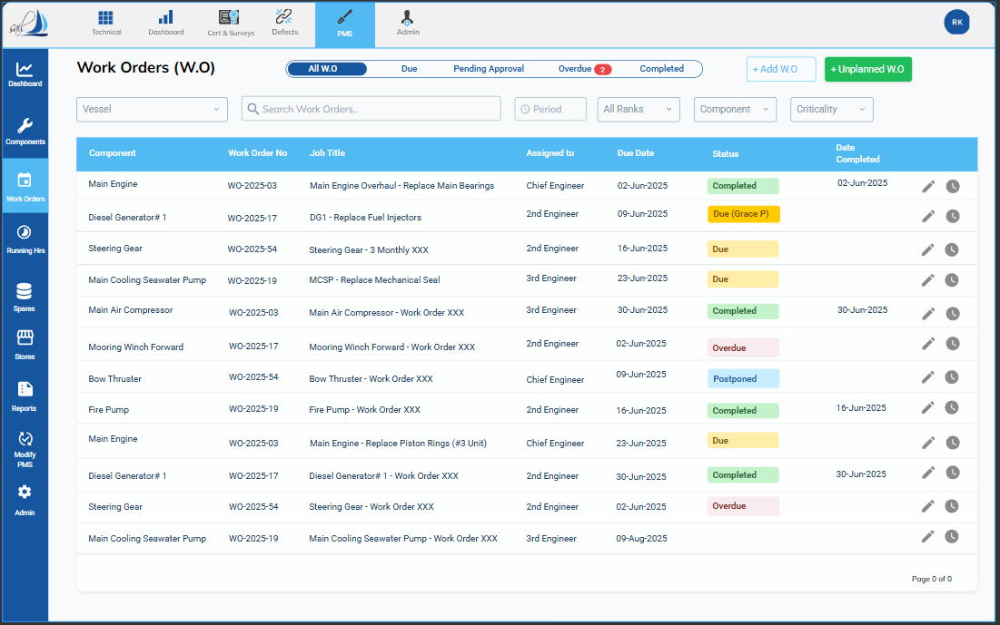 sail
Technical
Dashboard
Cert & Surveys
Defects
PMS
Admin
RK
Dashboard
Components
Work Orders
Running Hrs
Spares
Stores
Reports
Modify
PMS
Admin
Work Orders (W.O)
All W.O Due Pending Approval Overdue 2 Completed
+ Add W.O
+ Unplanned W.O
Vessel
Search Work Orders..
Period
All Ranks
Component
Criticality
Component Work Order No Job Title Assigned to Due Date Status Date Completed
Main Engine WO-2025-03 Main Engine Overhaul - Replace Main Bearings Chief Engineer 02-Jun-2025 Completed 02-Jun-2025
Diesel Generator# 1 WO-2025-17 DG1 - Replace Fuel Injectors 2nd Engineer 09-Jun-2025 Due (Grace P)
Steering Gear WO-2025-54 Steering Gear - 3 Monthly XXX 2nd Engineer 16-Jun-2025 Due
Main Cooling Seawater Pump WO-2025-19 MCSP - Replace Mechanical Seal 3rd Engineer 23-Jun-2025 Due
Main Air Compressor WO-2025-03 Main Air Compressor - Work Order XXX 3rd Engineer 30-Jun-2025 Completed 30-Jun-2025
Mooring Winch Forward WO-2025-17 Mooring Winch Forward - Work Order XXX 2nd Engineer 02-Jun-2025 Overdue
Bow Thruster WO-2025-54 Bow Thruster - Work Order XXX Chief Engineer 09-Jun-2025 Postponed
Fire Pump WO-2025-19 Fire Pump - Work Order XXX 2nd Engineer 16-Jun-2025 Completed 16-Jun-2025
Main Engine WO-2025-03 Main Engine - Replace Piston Rings (#3 Unit) Chief Engineer 23-Jun-2025 Due
Diesel Generator# 1 WO-2025-17 Diesel Generator# 1 - Work Order XXX 2nd Engineer 30-Jun-2025 Completed 30-Jun-2025
Steering Gear WO-2025-54 Steering Gear - Work Order XXX 2nd Engineer 02-Jun-2025 Overdue
Main Cooling Seawater Pump WO-2025-19 Main Cooling Seawater Pump - Work Order XXX 3rd Engineer 09-Aug-2025
Page 0 of 0